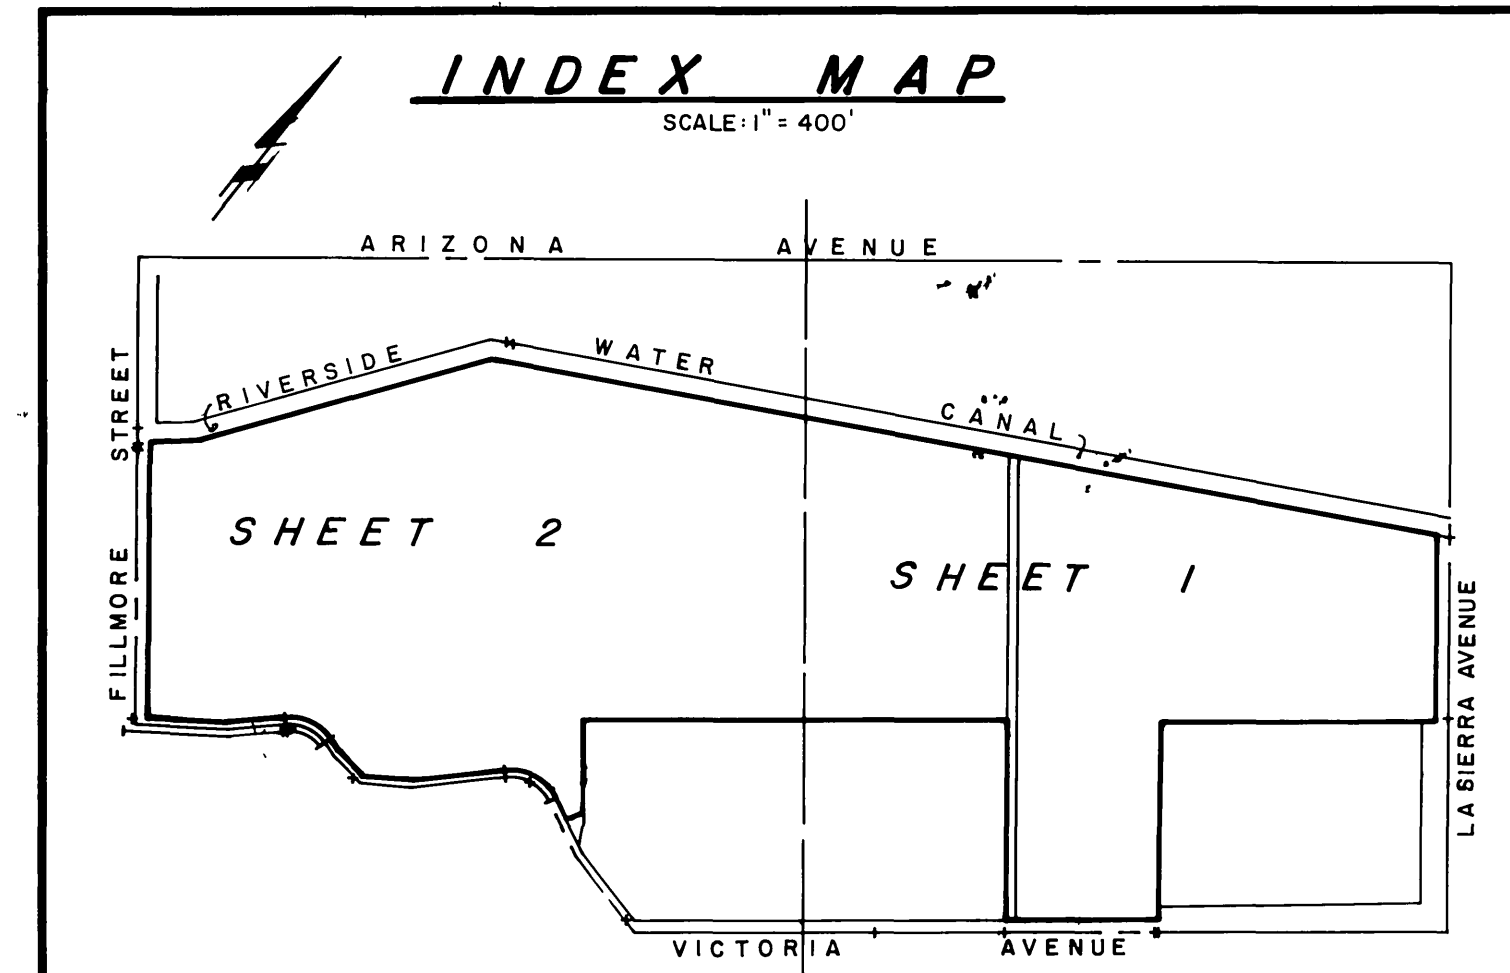 INDEX MAP
SCALE: 1" = 400'
ARIZONA AVENUE
RIVERSIDE WATER CANAL
FILLMORE STREET
SHEET 2
SHEET 1
LA SIERRA AVENUE
VICTORIA AVENUE